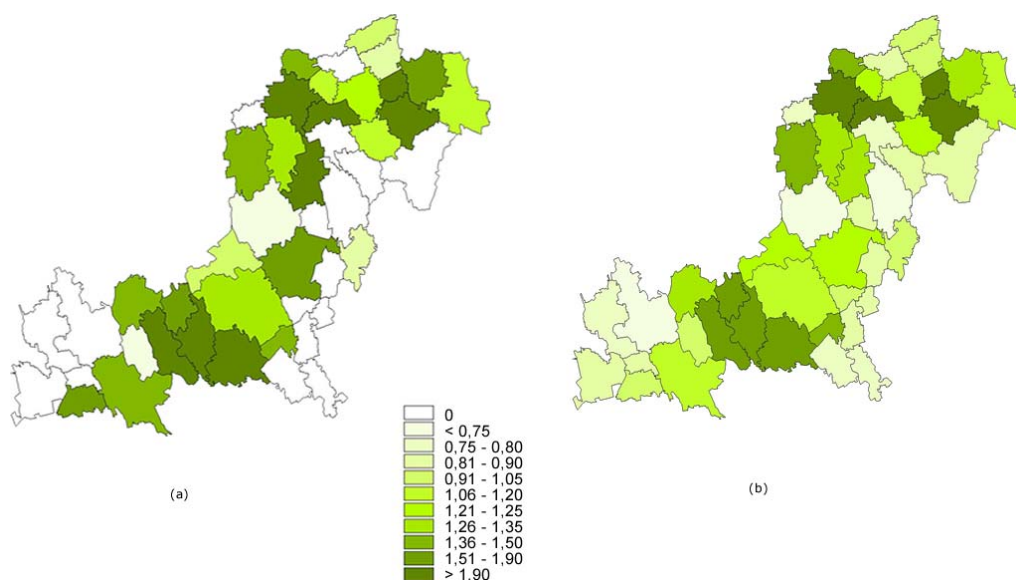 0
< 0,75
0,75 - 0,80
0,81 - 0,90
0,91 - 1,05
1,06 - 1,20
1,21 - 1,25
1,26 - 1,35
1,36 - 1,50
1,51 - 1,90
> 1,90
(a)
(b)